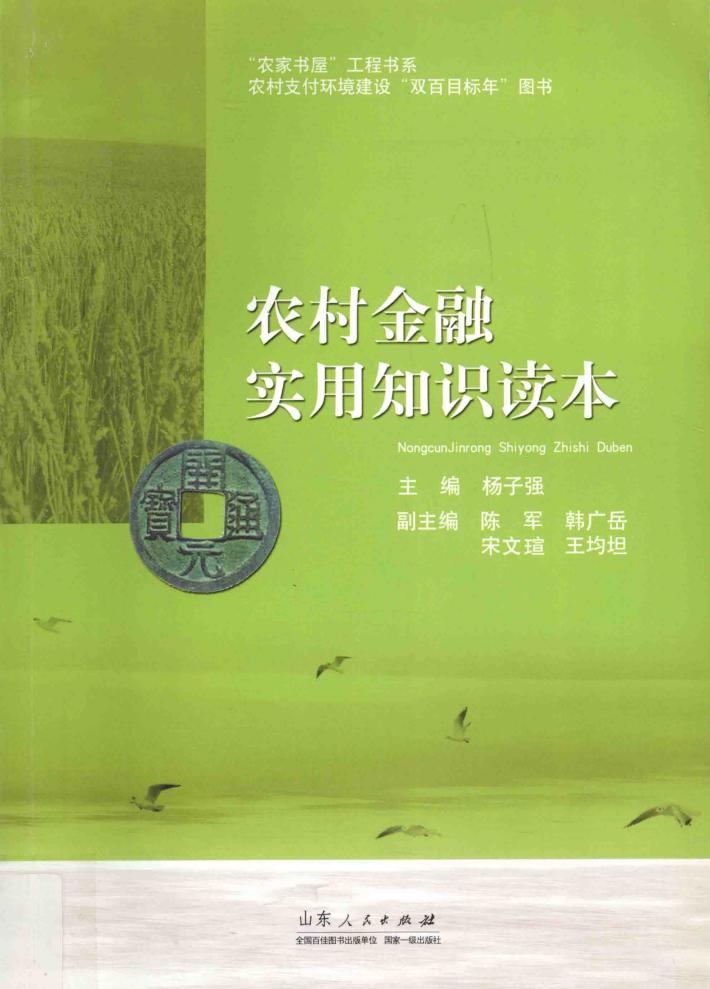 “农家书屋”工程书系
农村支付环境建设“双百目标年”图书
农村金融
实用知识读本
NongcunJinrong Shiyong Zhishi Duben
主 编 杨子强
副主编 陈 军 韩广岳
宋文瑄 王均坦
開元通寳
山东人民出版社
全国百佳图书出版单位 国家一级出版社